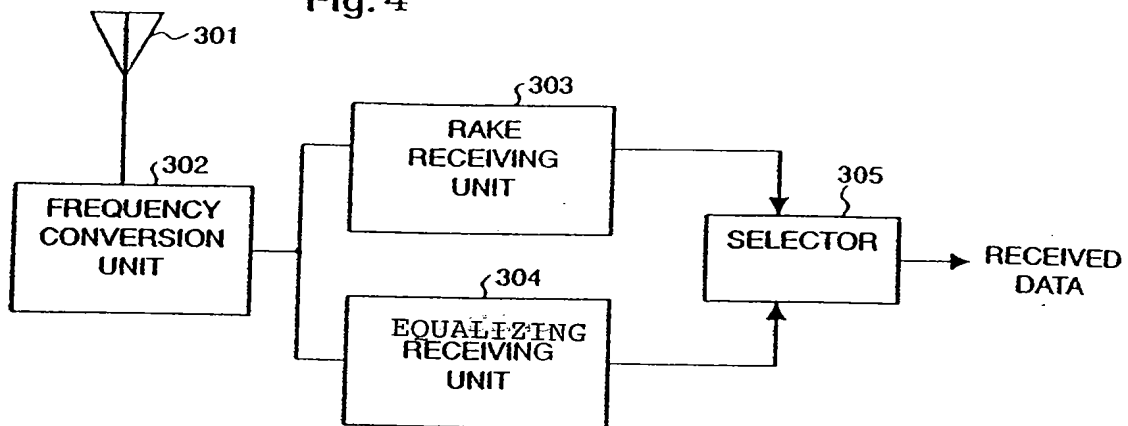 Fig. 4
301
302
FREQUENCY
CONVERSION
UNIT
303
RAKE
RECEIVING
UNIT
304
EQUALIZING
RECEIVING
UNIT
305
SELECTOR
RECEIVED
DATA